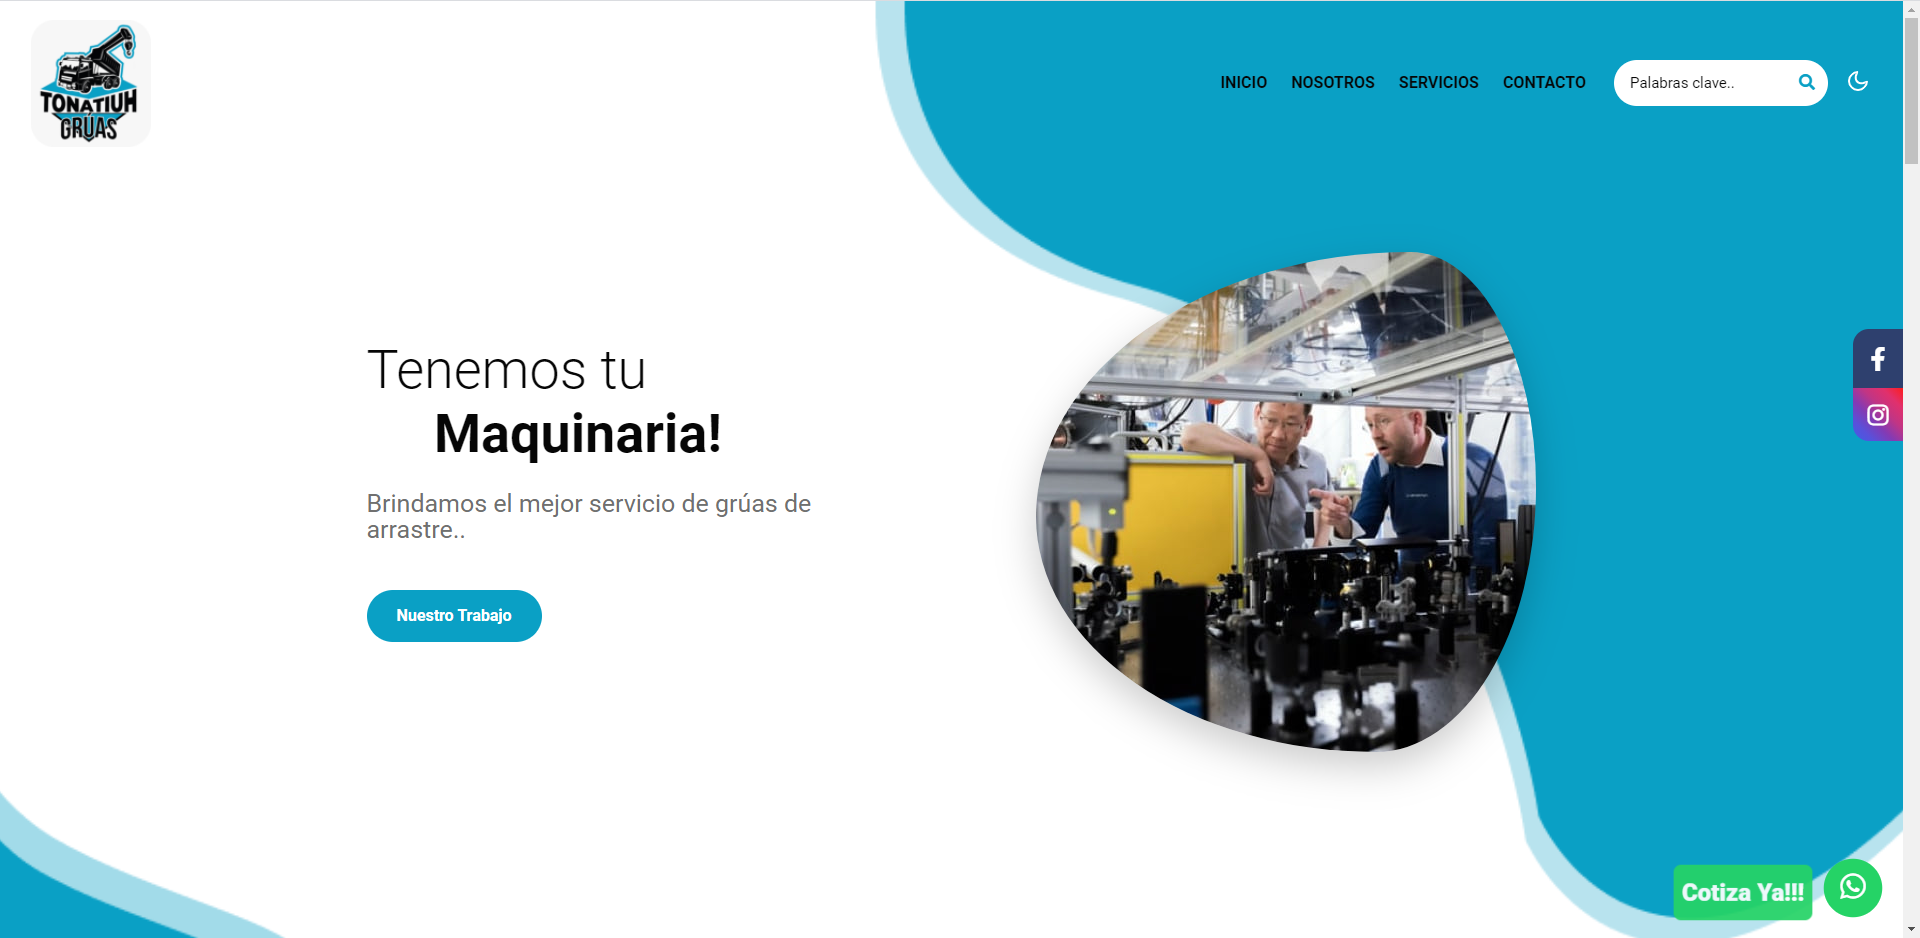 TONATIUH
GRÚAS
INICIO NOSOTROS SERVICIOS CONTACTO Palabras clave..
Tenemos tu
Maquinaria!
Brindamos el mejor servicio de grúas de
arrastre..
Nuestro Trabajo
Cotiza Ya!!!